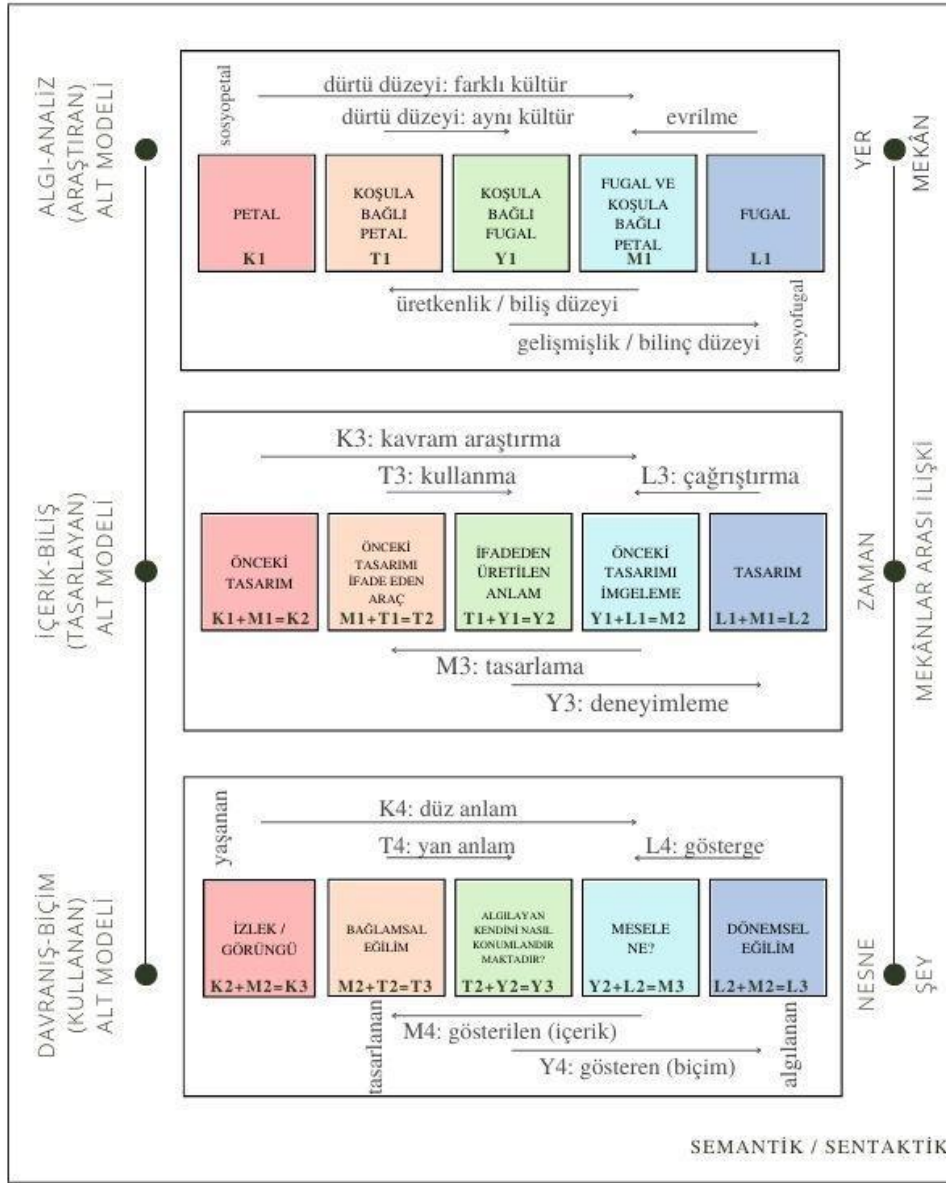 ALGI-ANALİZ
(ARAŞTIRAN)
ALT MODELİ
sosyopetal
dürtü düzeyi: farklı kültür
dürtü düzeyi: aynı kültür
evrilme
PETAL
K1
KOŞULA
BAĞLI
PETAL
T1
KOŞULA
BAĞLI
FUGAL
Y1
FUGAL VE
KOŞULA
BAĞLI
PETAL
M1
FUGAL
L1
üretkenlik / biliş düzeyi
gelişmişlik / bilinç düzeyi
sosyofugal
YER
MEKÂN
İÇERİK-BİLİŞ
(TASARLAYAN)
ALT MODELİ
K3: kavram araştırma
T3: kullanma
L3: çağrıştırma
ÖNCEKİ
TASARIM
K1+M1=K2
ÖNCEKİ
TASARIMI
İFADE EDEN
ARAÇ
M1+T1=T2
İFADEDEN
ÜRETİLEN
ANLAM
T1+Y1=Y2
ÖNCEKİ
TASARIMI
İMGELEME
Y1+L1=M2
TASARIM
L1+M1=L2
M3: tasarlama
Y3: deneyimleme
ZAMAN
MEKÂNLAR ARASI İLİŞKİ
DAVRANIŞ-BİÇİM
(KULLANAN)
ALT MODELİ
yaşanan
K4: düz anlam
T4: yan anlam
L4: gösterge
İZLEK /
GÖRÜNGÜ
K2+M2=K3
BAĞLAMSAL
EĞİLİM
M2+T2=T3
ALGILAYAN
KENDİNİ NASIL
KONUMLANDIR
MAKTADIR?
T2+Y2=Y3
MESELE
NE?
Y2+L2=M3
DÖNEMSEL
EĞİLİM
L2+M2=L3
tasarlanan
M4: gösterilen (içerik)
Y4: gösteren (biçim)
algılanan
NESNE
ŞEY
SEMANTİK / SENTAKTİK